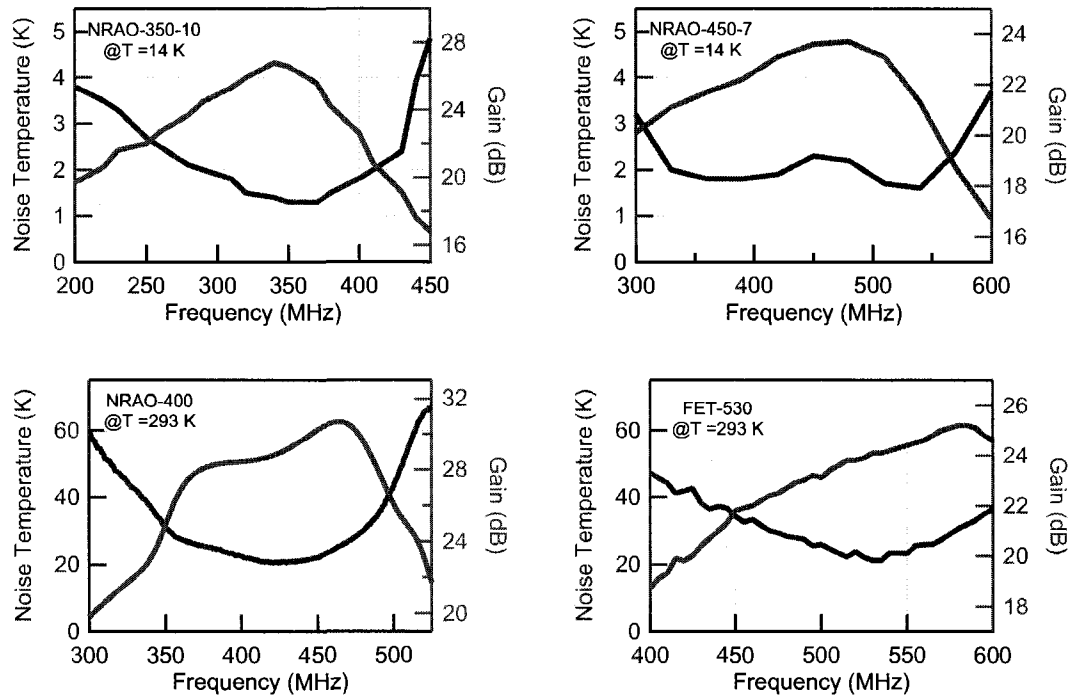 NRAO-350-10
@T =14 K
Noise Temperature (K)
5
4
3
2
1
0
Gain (dB)
28
24
20
16
200 250 300 350 400 450
Frequency (MHz)
NRAO-450-7
@T =14 K
Noise Temperature (K)
5
4
3
2
1
0
Gain (dB)
24
22
20
18
16
300 400 500 600
Frequency (MHz)
NRAO-400
@T =293 K
Noise Temperature (K)
60
40
20
0
Gain (dB)
32
28
24
20
300 350 400 450 500
Frequency (MHz)
FET-530
@T =293 K
Noise Temperature (K)
60
40
20
0
Gain (dB)
26
24
22
20
18
400 450 500 550 600
Frequency (MHz)